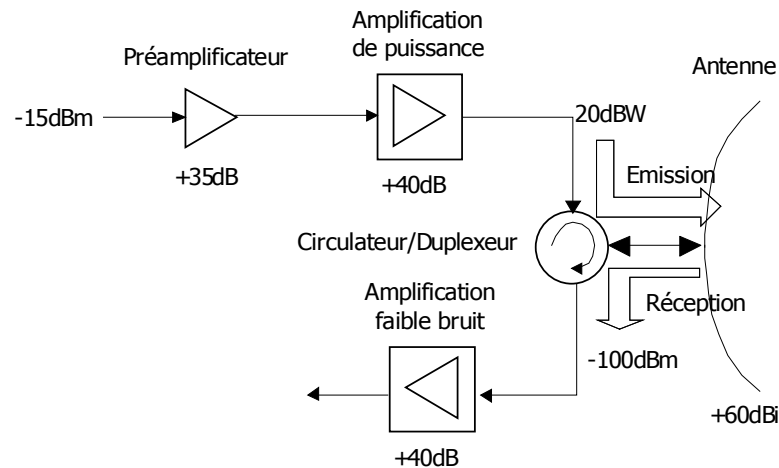 Amplification
de puissance
Préamplificateur
Antenne
-15dBm
20dBW
+35dB
+40dB
Emission
Circulateur/Duplexeur
Amplification
faible bruit
Réception
-100dBm
+60dBi
+40dB